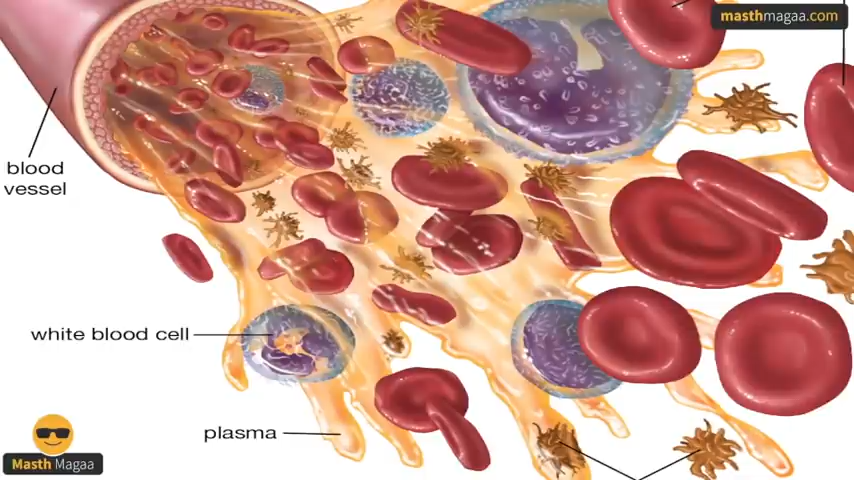 masthmagaa.com
blood
vessel
white blood cell
plasma
Masth Magaa